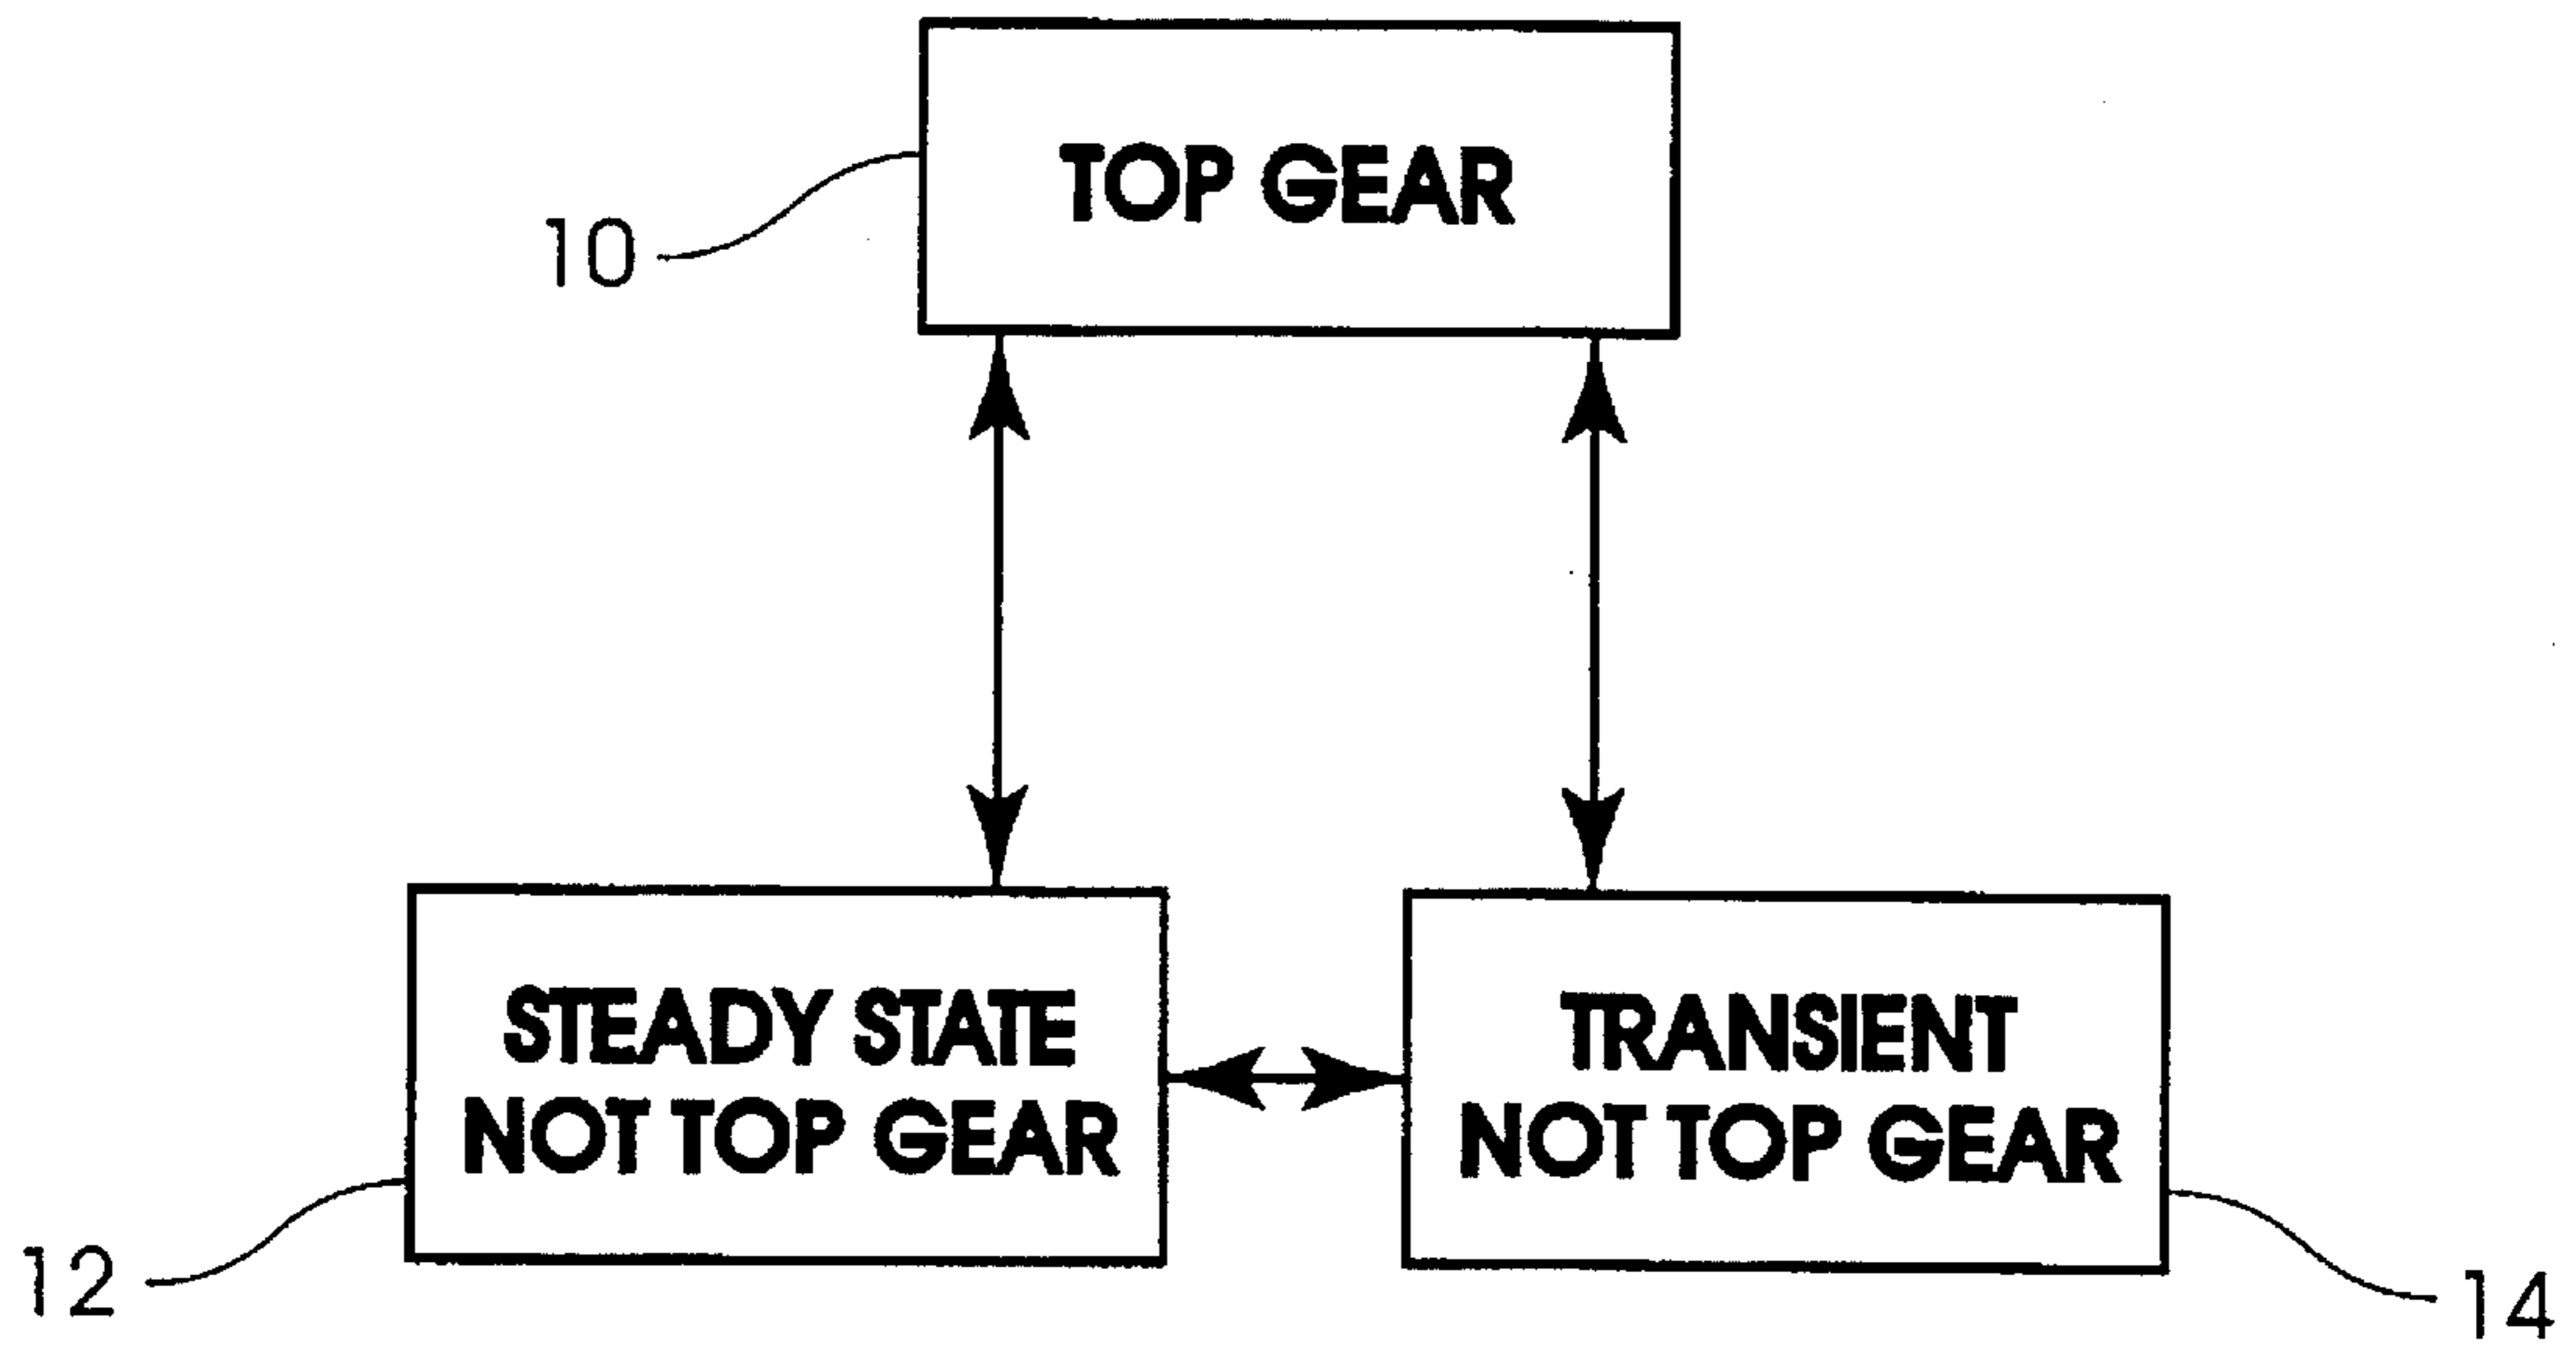 TOP GEAR
10
STEADY STATE
NOT TOP GEAR
TRANSIENT
NOT TOP GEAR
12
14